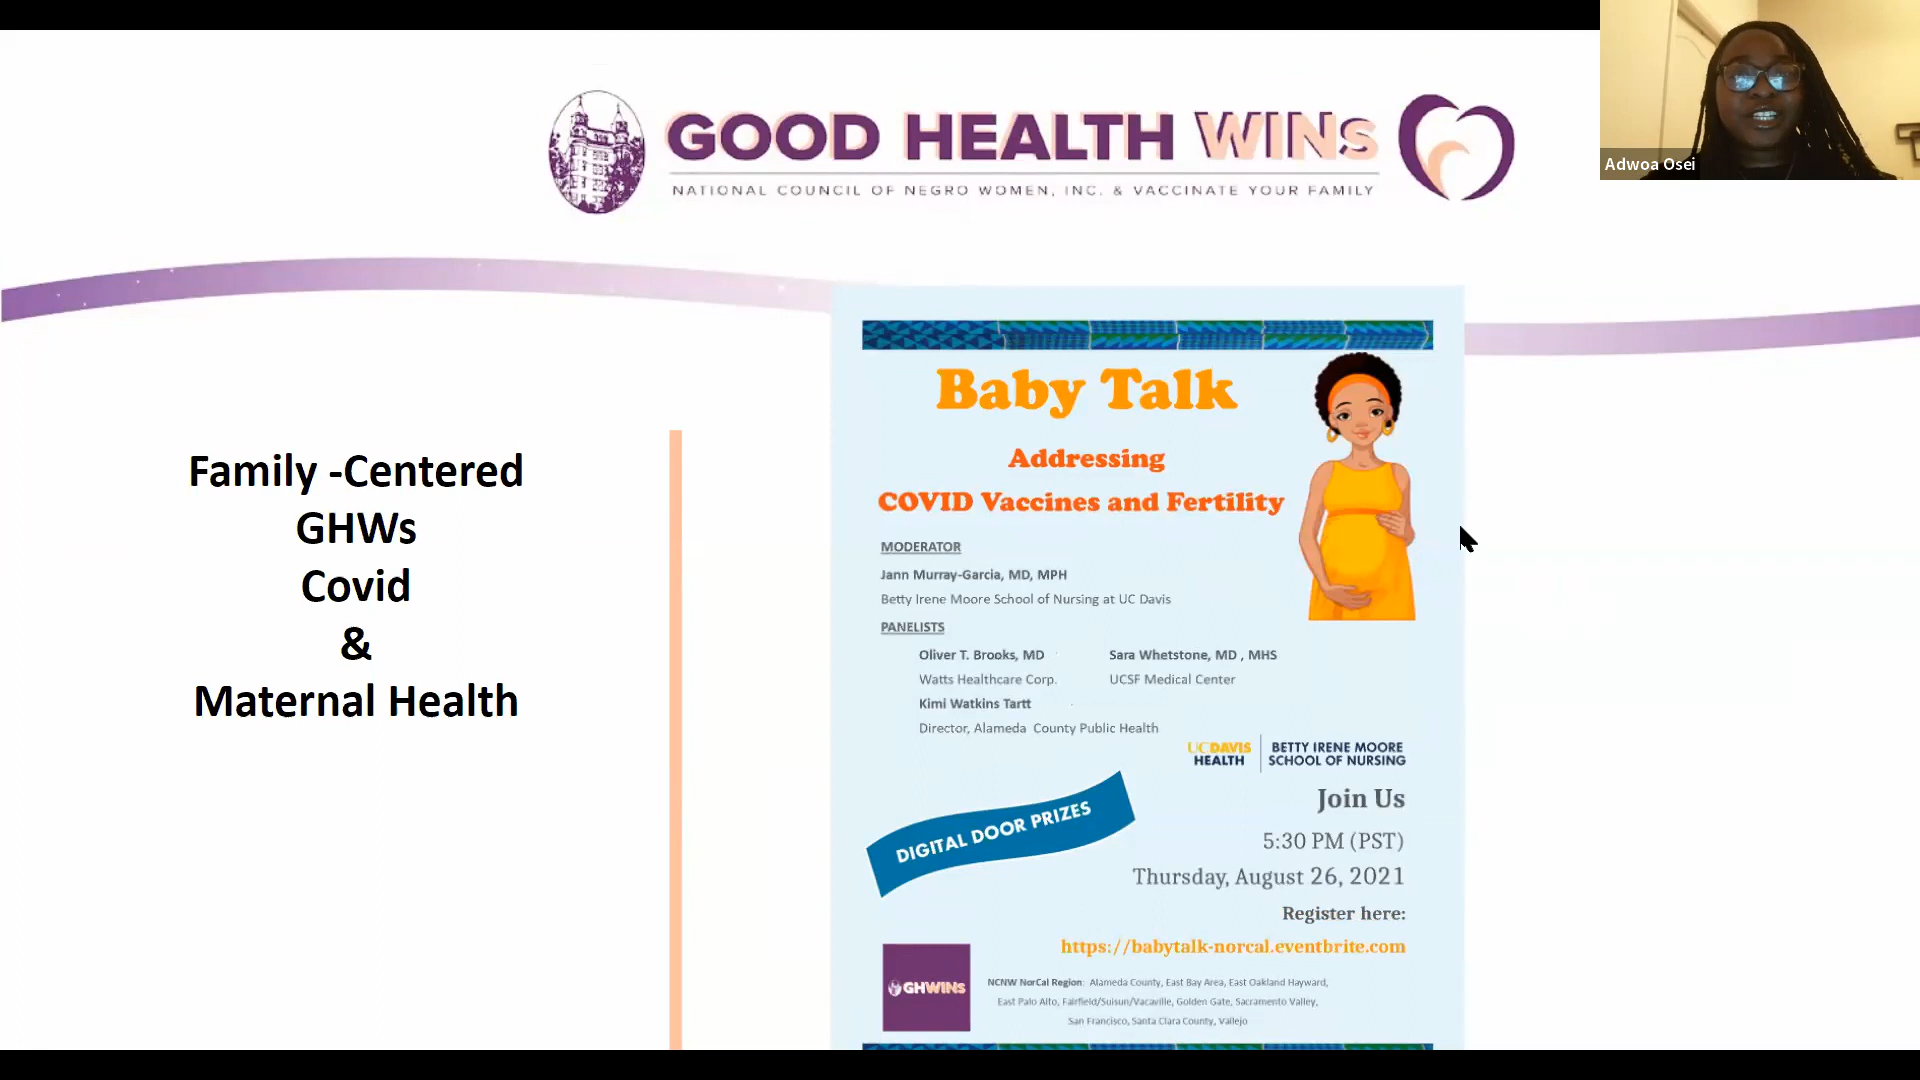 GOOD HEALTH WINs
NATIONAL COUNCIL OF NEGRO WOMEN, INC. & VACCINATE YOUR FAMILY
Adwoa Osei
Family -Centered
GHWs
Covid
&
Maternal Health
Baby Talk
Addressing
COVID Vaccines and Fertility
MODERATOR
Jann Murray-Garcia, MD, MPH
Betty Irene Moore School of Nursing at UC Davis
PANELISTS
Oliver T. Brooks, MD
Watts Healthcare Corp.
Sara Whetstone, MD , MHS
UCSF Medical Center
Kimi Watkins Tartt
Director, Alameda County Public Health
UCDAVIS
HEALTH
BETTY IRENE MOORE
SCHOOL OF NURSING
DIGITAL DOOR PRIZES
Join Us
5:30 PM (PST)
Thursday, August 26, 2021
Register here:
https://babytalk-norcal.eventbrite.com
GHWINs
NCNW NorCal Region: Alameda County, East Bay Area, East Oakland Hayward,
East Palo Alto, Fairfield/Suisun/Vacaville, Golden Gate, Sacramento Valley,
San Francisco, Santa Clara County, Vallejo